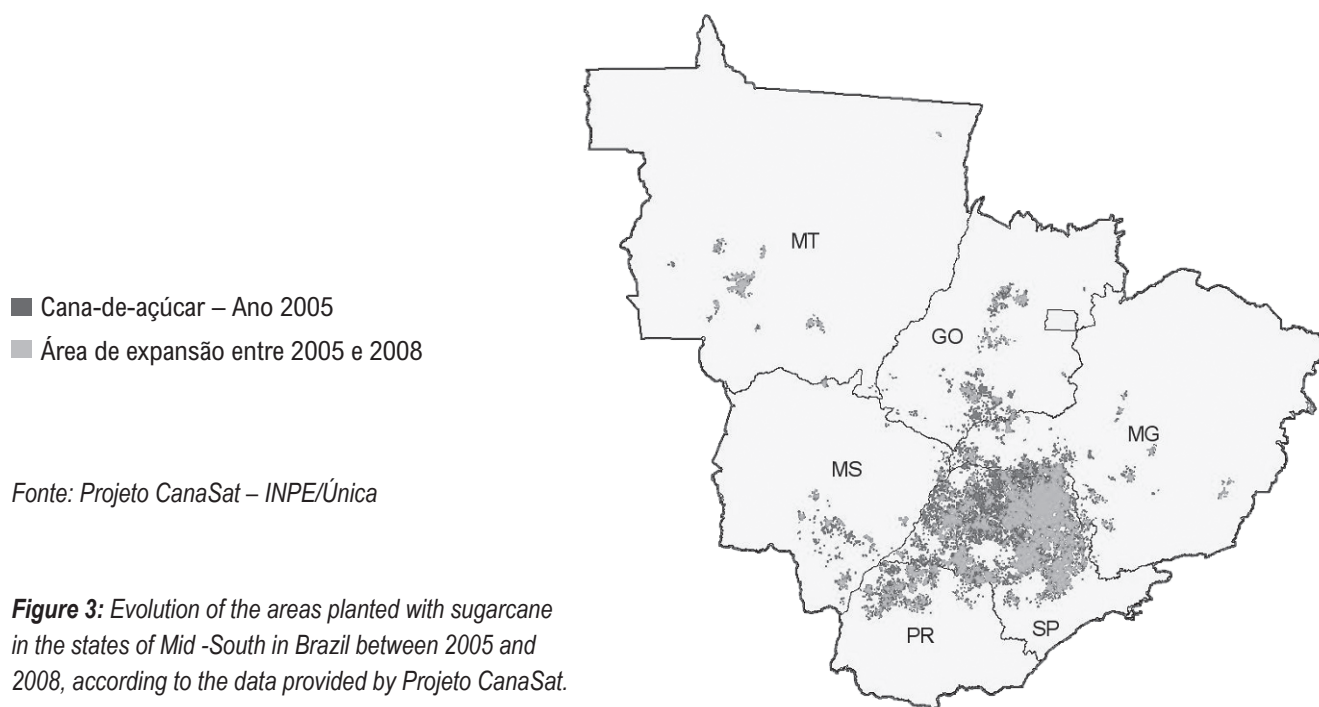 MT
GO
MG
MS
PR
SP
Cana-de-açúcar – Ano 2005
Área de expansão entre 2005 e 2008
Fonte: Projeto CanaSat – INPE/Única
Figure 3: Evolution of the areas planted with sugarcane
in the states of Mid -South in Brazil between 2005 and
2008, according to the data provided by Projeto CanaSat.